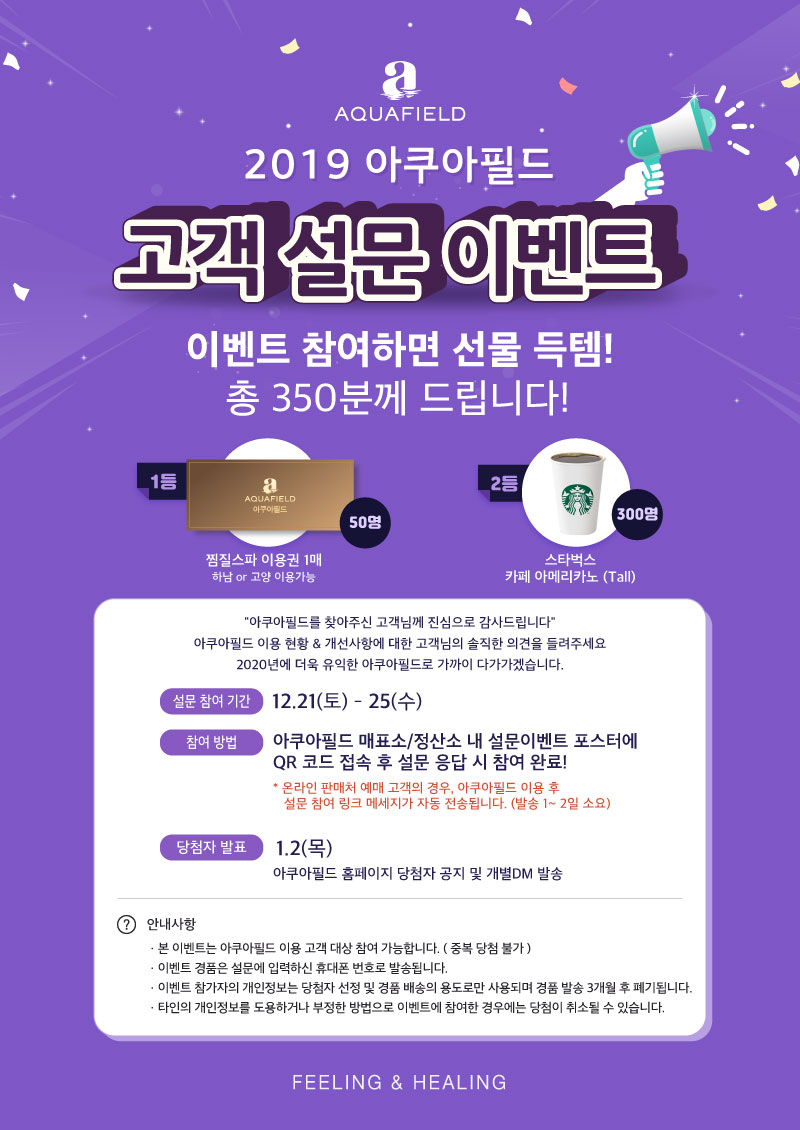 a
AQUAFIELD
2019 아쿠아필드
고객 설문 이벤트
이벤트 참여하면 선물 득템!
총 350분께 드립니다!
1등
a
AQUAFIELD
아쿠아필드
50명
찜질스파 이용권 1매
하남 or 고양 이용가능
2등
300명
스타벅스
카페 아메리카노 (Tall)
"아쿠아필드를 찾아주신 고객님께 진심으로 감사드립니다"
아쿠아필드 이용 현황 & 개선사항에 대한 고객님의 솔직한 의견을 들려주세요
2020년에 더욱 유익한 아쿠아필드로 가까이 다가가겠습니다.
설문 참여 기간 12.21(토) - 25(수)
참여 방법 아쿠아필드 매표소/정산소 내 설문이벤트 포스터에
QR 코드 접속 후 설문 응답 시 참여 완료!
* 온라인 판매처 예매 고객의 경우, 아쿠아필드 이용 후
설문 참여 링크 메세지가 자동 전송됩니다. (발송 1~ 2일 소요)
당첨자 발표 1.2(목)
아쿠아필드 홈페이지 당첨자 공지 및 개별DM 발송
? 안내사항
· 본 이벤트는 아쿠아필드 이용 고객 대상 참여 가능합니다. ( 중복 당첨 불가 )
· 이벤트 경품은 설문에 입력하신 휴대폰 번호로 발송됩니다.
· 이벤트 참가자의 개인정보는 당첨자 선정 및 경품 배송의 용도로만 사용되며 경품 발송 3개월 후 폐기됩니다.
· 타인의 개인정보를 도용하거나 부정한 방법으로 이벤트에 참여한 경우에는 당첨이 취소될 수 있습니다.
FEELING & HEALING